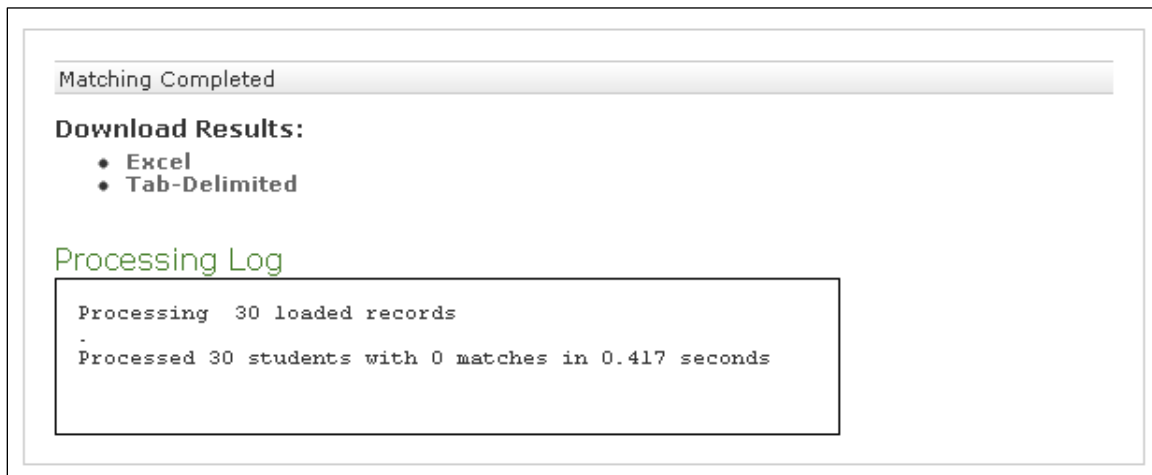 Matching Completed
Download Results:
• Excel
• Tab-Delimited
Processing Log
Processing  30 loaded records
.
Processed 30 students with 0 matches in 0.417 seconds